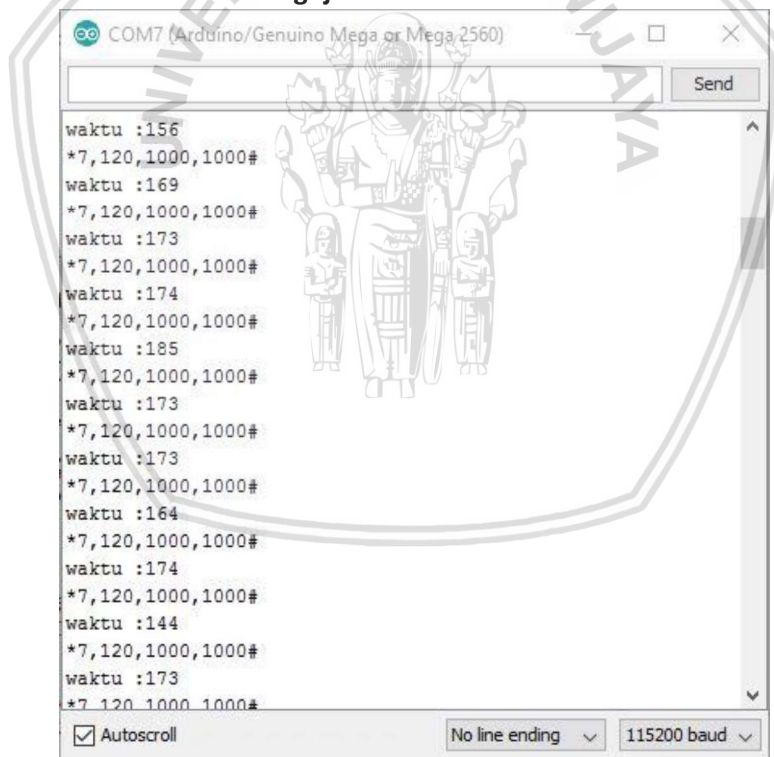 COM7 (Arduino/Genuino Mega or Mega 2560)
Send
waktu :156
*7,120,1000,1000#
waktu :169
*7,120,1000,1000#
waktu :173
*7,120,1000,1000#
waktu :174
*7,120,1000,1000#
waktu :185
*7,120,1000,1000#
waktu :173
*7,120,1000,1000#
waktu :173
*7,120,1000,1000#
waktu :164
*7,120,1000,1000#
waktu :174
*7,120,1000,1000#
waktu :144
*7,120,1000,1000#
waktu :173
*7,120,1000,1000#
Autoscroll
No line ending
115200 baud